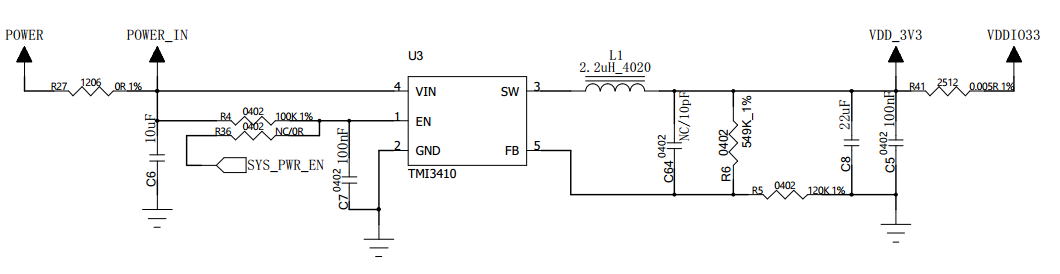 POWER
POWER_IN
VDD_3V3
VDDIO33
U3
L1
2.2uH_4020
R27
1206
0R 1%
4
VIN
SW
3
R41
2512
0.005R 1%
10uF
R4
0402
100K 1%
1
EN
R36
0402
NC/0R
SYS_PWR_EN
100nF
0402
C7
2
GND
FB
5
TMI3410
C6
NC/10pF
0402
C64
549K_1%
0402
R6
R5
0402
120K 1%
22uF
C8
100nF
0402
C5